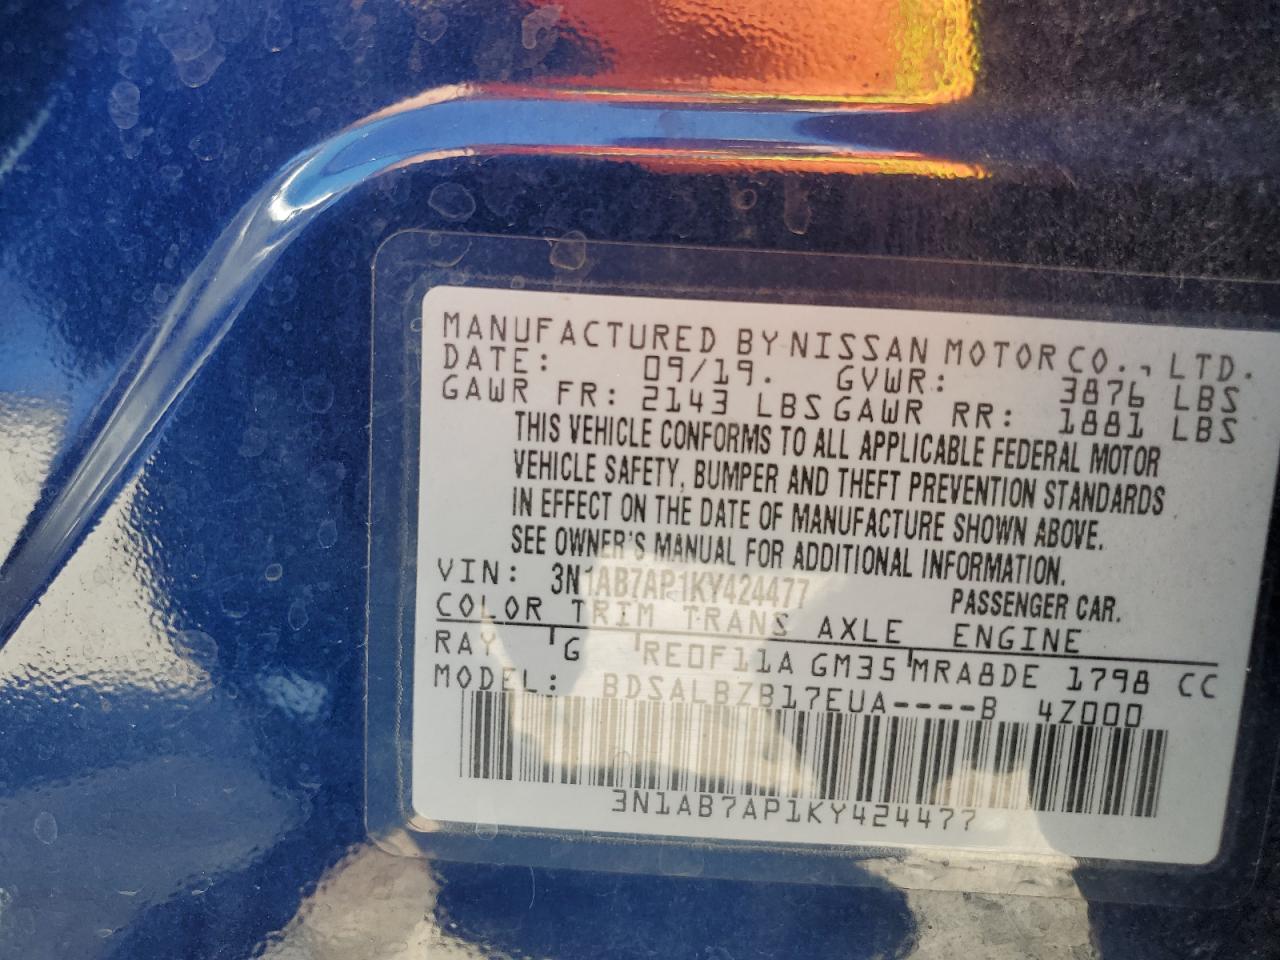 MANUFACTURED BY NISSAN MOTOR CO., LTD.
DATE: 09/19. GVWR: 3876 LBS
GAWR FR: 2143 LBS GAWR RR: 1881 LBS
THIS VEHICLE CONFORMS TO ALL APPLICABLE FEDERAL MOTOR
VEHICLE SAFETY, BUMPER AND THEFT PREVENTION STANDARDS
IN EFFECT ON THE DATE OF MANUFACTURE SHOWN ABOVE.
SEE OWNER'S MANUAL FOR ADDITIONAL INFORMATION.
VIN: 3N1AB7AP1KY424477 PASSENGER CAR.
COLOR TRIM TRANS AXLE ENGINE
RAY G RE0F11A GM35 MRA8DE 1798 CC
MODEL: BDSALBZB17EUA----B 4Z000
3N1AB7AP1KY424477